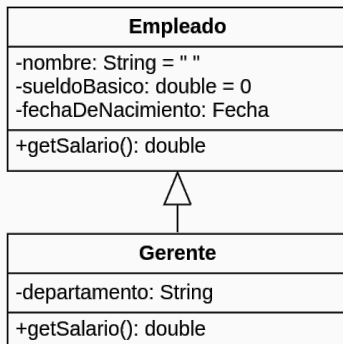 Empleado
-nombre: String = " "
-sueldoBasico: double = 0
-fechaDeNacimiento: Fecha
+getSalario(): double
Gerente
-departamento: String
+getSalario(): double